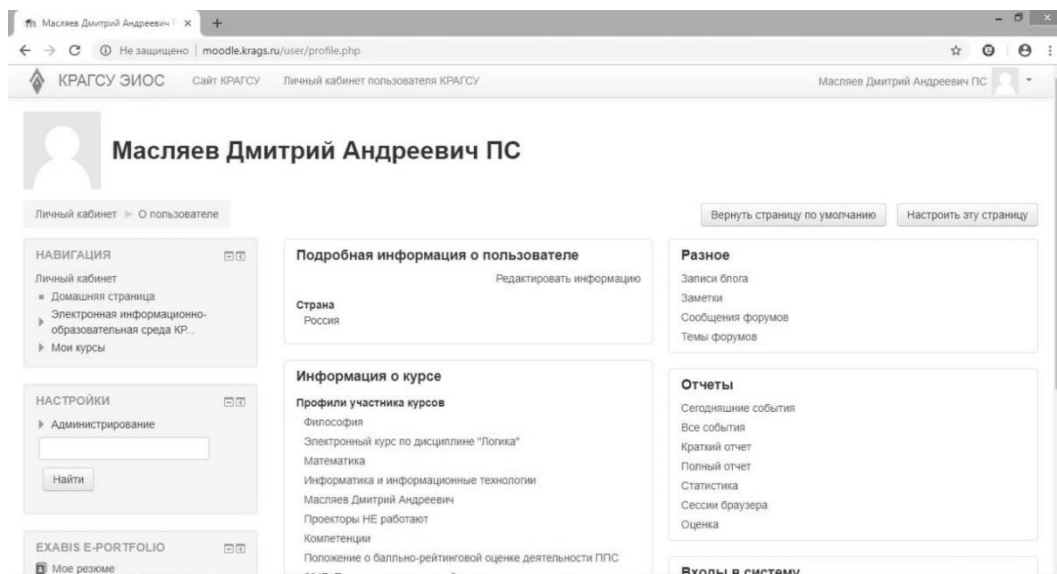 Масляев Дмитрий Андреевич П
Не защищено | moodle.krags.ru/user/profile.php
КРАГСУ ЭИОС Сайт КРАГСУ Личный кабинет пользователя КРАГСУ Масляев Дмитрий Андреевич ПС
Масляев Дмитрий Андреевич ПС
Личный кабинет О пользователе
Вернуть страницу по умолчанию Настроить эту страницу
НАВИГАЦИЯ
Личный кабинет
Домашняя страница
Электронная информационно-
образовательная среда КР...
Мои курсы
НАСТРОЙКИ
Администрирование
Найти
EXABIS E-PORTFOLIO
Мое резюме
Подробная информация о пользователе
Редактировать информацию
Страна
Россия
Информация о курсе
Профили участника курсов
Философия
Электронный курс по дисциплине "Логика"
Математика
Информатика и информационные технологии
Масляев Дмитрий Андреевич
Проекторы НЕ работают
Компетенции
Положение о балльно-рейтинговой оценке деятельности ППС
Разное
Записи блога
Заметки
Сообщения форумов
Темы форумов
Отчеты
Сегодняшние события
Все события
Краткий отчет
Полный отчет
Статистика
Сессии браузера
Оценка
Входы в систему